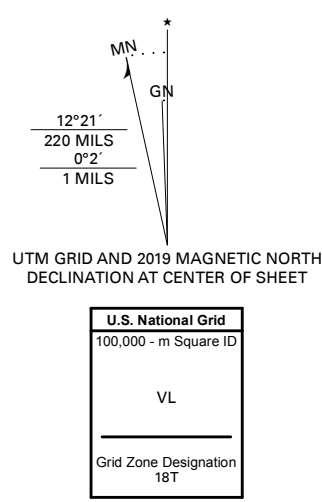 ★
MN
GN
12°21´
220 MILS
0°2´
1 MILS
UTM GRID AND 2019 MAGNETIC NORTH
DECLINATION AT CENTER OF SHEET
U.S. National Grid
100,000 - m Square ID
VL
Grid Zone Designation
18T